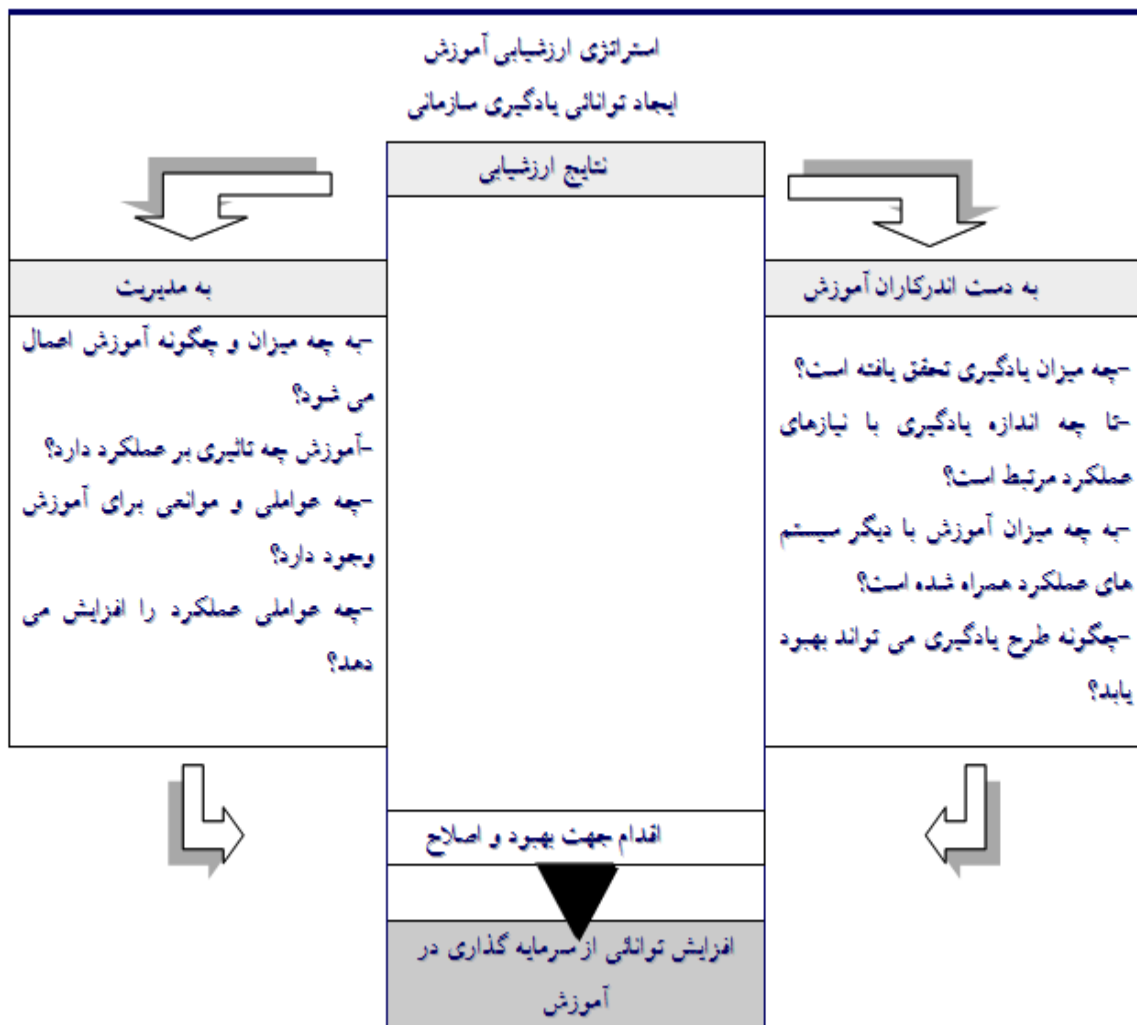 استراتژی ارزشیابی آموزش
ایجاد توانائی یادگیری سازمانی
نتایج ارزشیابی
به دست اندرکاران آموزش
-چه میزان یادگیری تحقق یافته است؟
-تا چه اندازه یادگیری با نیازهای
عملکرد مرتبط است؟
-به چه میزان آموزش با دیگر سیستم
های عملکرد همراه شده است؟
-چگونه طرح یادگیری می تواند بهبود
یابد؟
به مدیریت
-به چه میزان و چگونه آموزش اعمال
می شود؟
-آموزش چه تاثیری بر عملکرد دارد؟
-چه عواملی و موانعی برای آموزش
وجود دارد؟
-چه عواملی عملکرد را افزایش می
دهد؟
اقدام جهت بهبود و اصلاح
افزایش توانائی از سرمایه گذاری در
آموزش